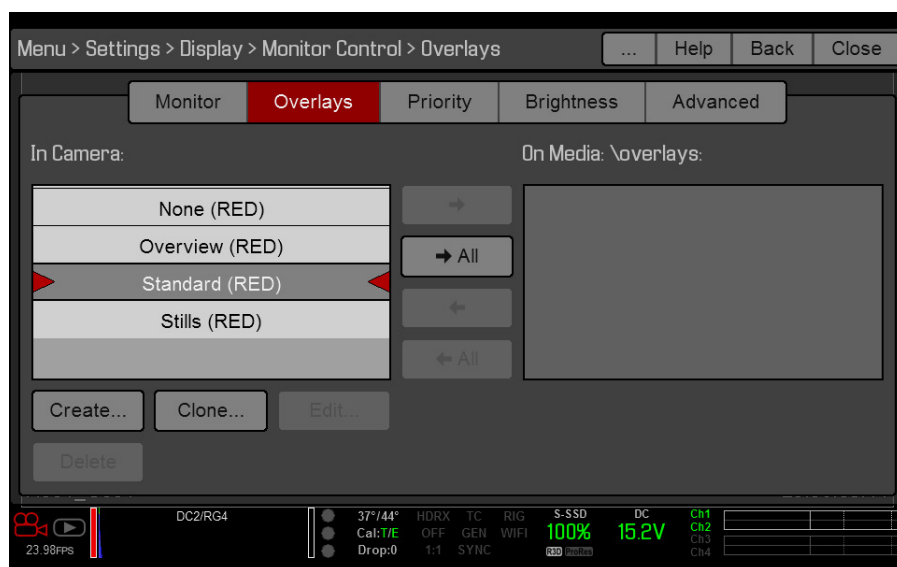 Menu > Settings > Display > Monitor Control > Overlays
... Help Back Close
Monitor Overlays Priority Brightness Advanced
In Camera:
On Media: \overlays:
None (RED)
Overview (RED)
Standard (RED)
Stills (RED)
→
→ All
←
← All
Create... Clone... Edit...
Delete
DC2/RG4 37°/44° HDRX TC RIG S-SSD DC Ch1
Cal:T/E OFF GEN WIFI 100% 15.2V Ch2
23.98FPS Drop:0 1:1 SYNC R3D ProRes Ch3
Ch4